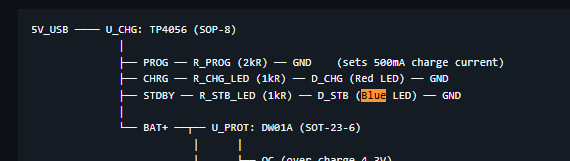 5V_USB ──── U_CHG: TP4056 (SOP-8)
├── PROG ── R_PROG (2kR) ── GND (sets 500mA charge current)
├── CHRG ── R_CHG_LED (1kR) ── D_CHG (Red LED) ── GND
├── STDBY ── R_STB_LED (1kR) ── D_STB (Blue LED) ── GND
└── BAT+ ──┬── U_PROT: DW01A (SOT-23-6)